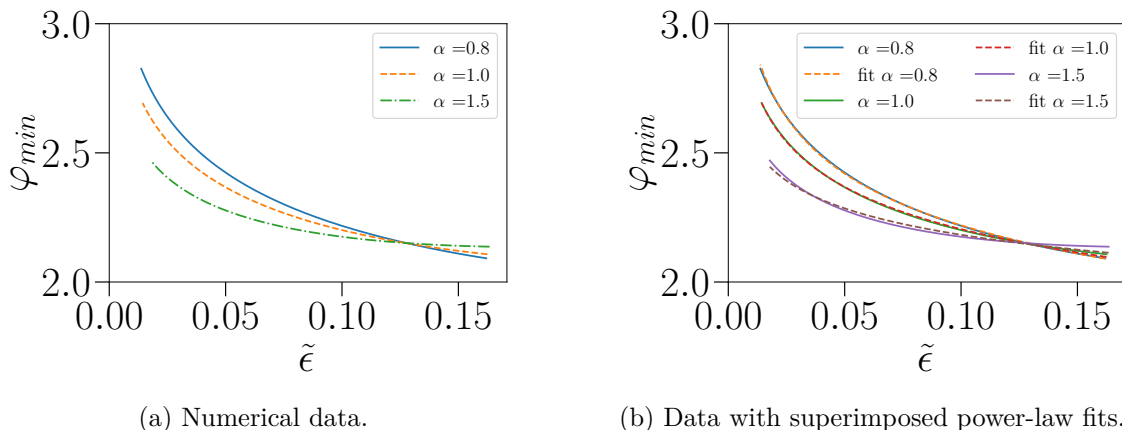 3.0
2.5
2.0
φ_min
0.00
0.05
0.10
0.15
ϵ̃
α =0.8
α =1.0
α =1.5
(a) Numerical data.
3.0
2.5
2.0
φ_min
0.00
0.05
0.10
0.15
ϵ̃
α =0.8
fit α =0.8
α =1.0
fit α =1.0
α =1.5
fit α =1.5
(b) Data with superimposed power-law fits.